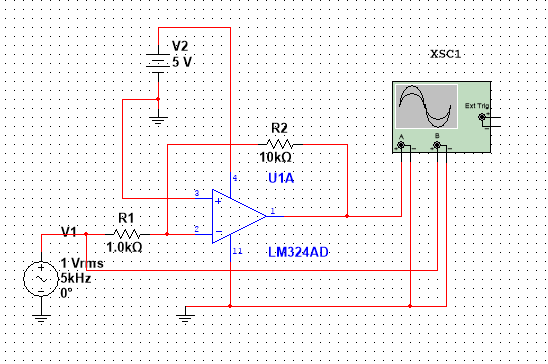 XSC1
V2
5 V
Ext Trig
+
-
A
B
+ -
+ -
R2
10kΩ
U1A
4
3
+
1
R1
1.0kΩ
2
-
11
LM324AD
V1
1 Vrms
5kHz
0°
+
-